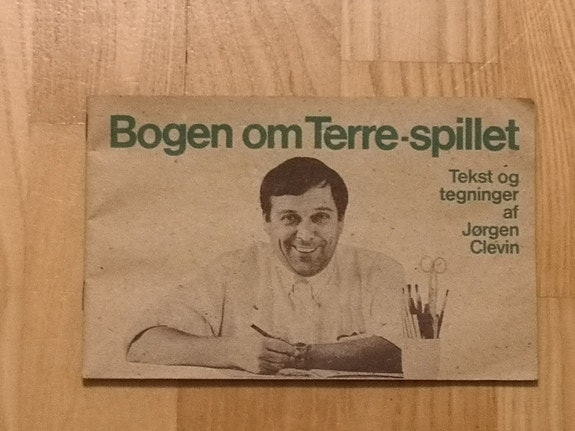 Bogen om Terre-spillet
Tekst og
tegninger
af
Jørgen
Clevin